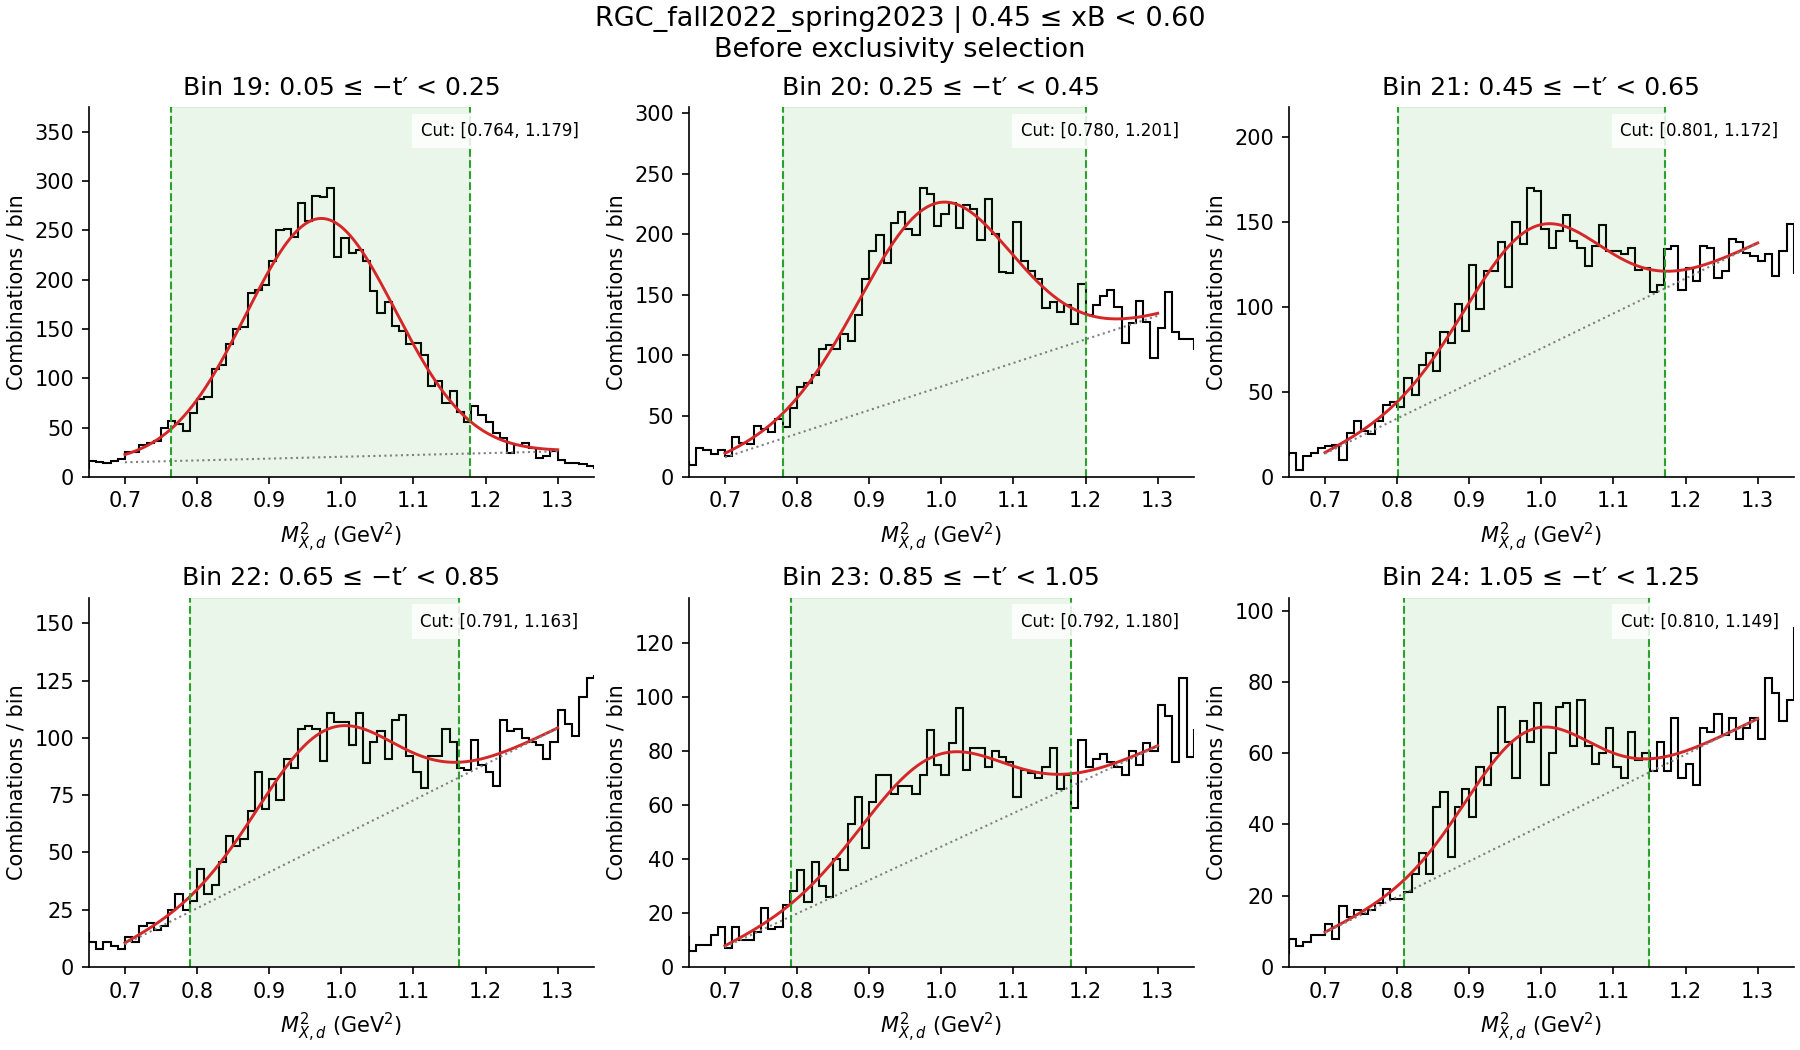 RGC_fall2022_spring2023 | 0.45 ≤ xB < 0.60
Before exclusivity selection
Bin 19: 0.05 ≤ −t′ < 0.25
Cut: [0.764, 1.179]
Combinations / bin
350
300
250
200
150
100
50
0
0.7 0.8 0.9 1.0 1.1 1.2 1.3
M²_{X,d} (GeV²)
Bin 20: 0.25 ≤ −t′ < 0.45
Cut: [0.780, 1.201]
Combinations / bin
300
250
200
150
100
50
0
0.7 0.8 0.9 1.0 1.1 1.2 1.3
M²_{X,d} (GeV²)
Bin 21: 0.45 ≤ −t′ < 0.65
Cut: [0.801, 1.172]
Combinations / bin
200
150
100
50
0
0.7 0.8 0.9 1.0 1.1 1.2 1.3
M²_{X,d} (GeV²)
Bin 22: 0.65 ≤ −t′ < 0.85
Cut: [0.791, 1.163]
Combinations / bin
150
125
100
75
50
25
0
0.7 0.8 0.9 1.0 1.1 1.2 1.3
M²_{X,d} (GeV²)
Bin 23: 0.85 ≤ −t′ < 1.05
Cut: [0.792, 1.180]
Combinations / bin
120
100
80
60
40
20
0
0.7 0.8 0.9 1.0 1.1 1.2 1.3
M²_{X,d} (GeV²)
Bin 24: 1.05 ≤ −t′ < 1.25
Cut: [0.810, 1.149]
Combinations / bin
100
80
60
40
20
0
0.7 0.8 0.9 1.0 1.1 1.2 1.3
M²_{X,d} (GeV²)